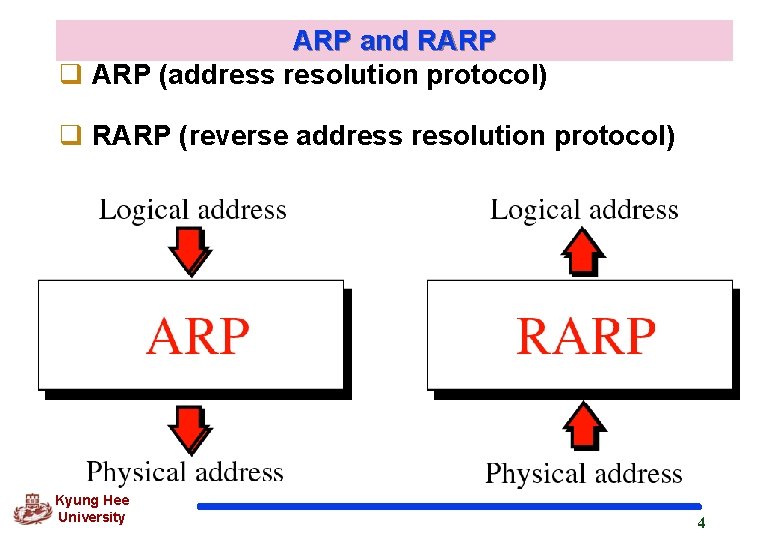 ARP and RARP
q ARP (address resolution protocol)
q RARP (reverse address resolution protocol)
Logical address
Logical address
ARP
RARP
Physical address
Physical address
Kyung Hee
University
4